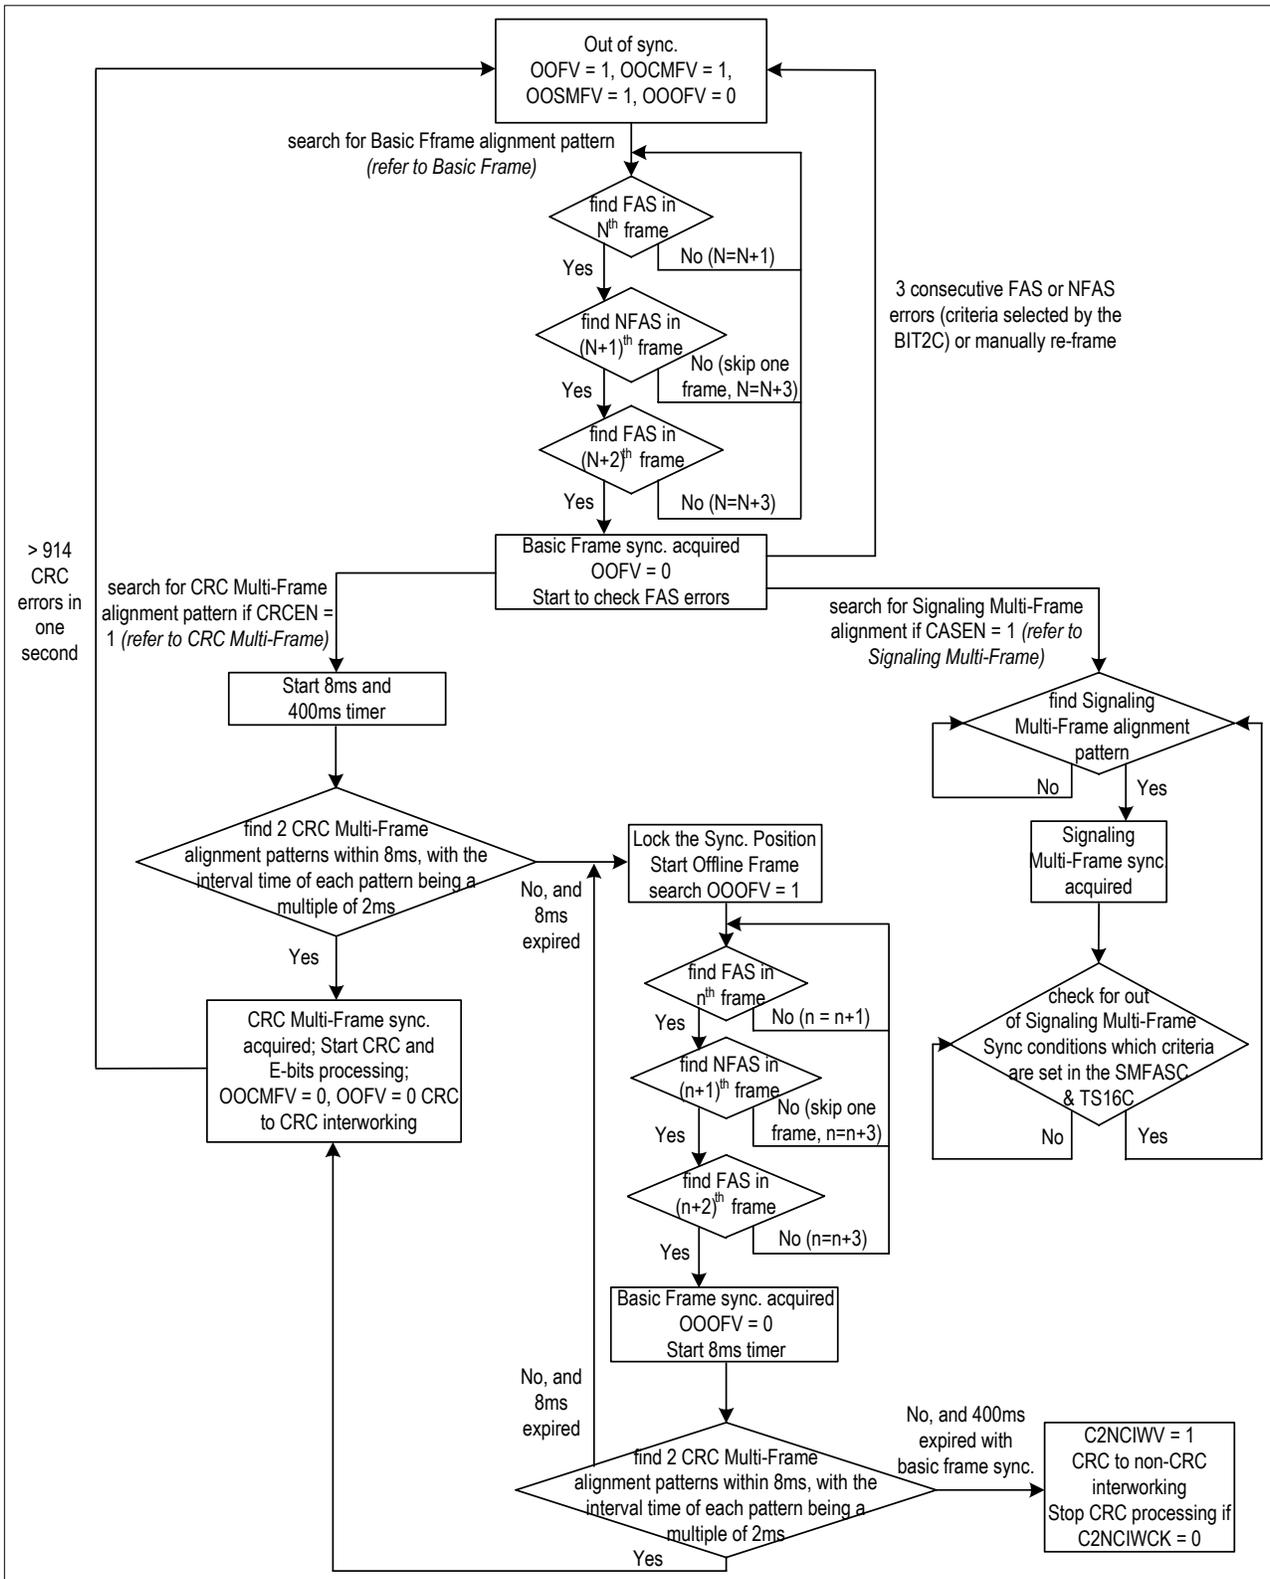 Out of sync.
OOFV = 1, OOCMFV = 1,
OOSMFV = 1, OOOFV = 0
search for Basic Fframe alignment pattern
(refer to Basic Frame)
find FAS in
Nth frame
No (N=N+1)
Yes
find NFAS in
(N+1)th frame
No (skip one
frame, N=N+3)
Yes
find FAS in
(N+2)th frame
No (N=N+3)
Yes
3 consecutive FAS or NFAS
errors (criteria selected by the
BIT2C) or manually re-frame
Basic Frame sync. acquired
OOFV = 0
Start to check FAS errors
> 914
CRC
errors in
one
second
search for CRC Multi-Frame
alignment pattern if CRCEN =
1 (refer to CRC Multi-Frame)
search for Signaling Multi-Frame
alignment if CASEN = 1 (refer to
Signaling Multi-Frame)
Start 8ms and
400ms timer
find Signaling
Multi-Frame alignment
pattern
No
Yes
find 2 CRC Multi-Frame
alignment patterns within 8ms, with the
interval time of each pattern being a
multiple of 2ms
No, and
8ms
expired
Yes
Lock the Sync. Position
Start Offline Frame
search OOOFV = 1
Signaling
Multi-Frame sync.
acquired
find FAS in
nth frame
No (n = n+1)
Yes
find NFAS in
(n+1)th frame
No (skip one
frame, n=n+3)
Yes
find FAS in
(n+2)th frame
No (n=n+3)
Yes
CRC Multi-Frame sync.
acquired; Start CRC and
E-bits processing;
OOCMFV = 0, OOFV = 0 CRC
to CRC interworking
check for out
of Signaling Multi-Frame
Sync conditions which criteria
are set in the SMFASC
& TS16C
No
Yes
Basic Frame sync. acquired
OOOFV = 0
Start 8ms timer
No, and
8ms
expired
find 2 CRC Multi-Frame
alignment patterns within 8ms, with the
interval time of each pattern being a
multiple of 2ms
Yes
No, and 400ms
expired with
basic frame sync.
C2NCIWV = 1
CRC to non-CRC
interworking
Stop CRC processing if
C2NCIWCK = 0